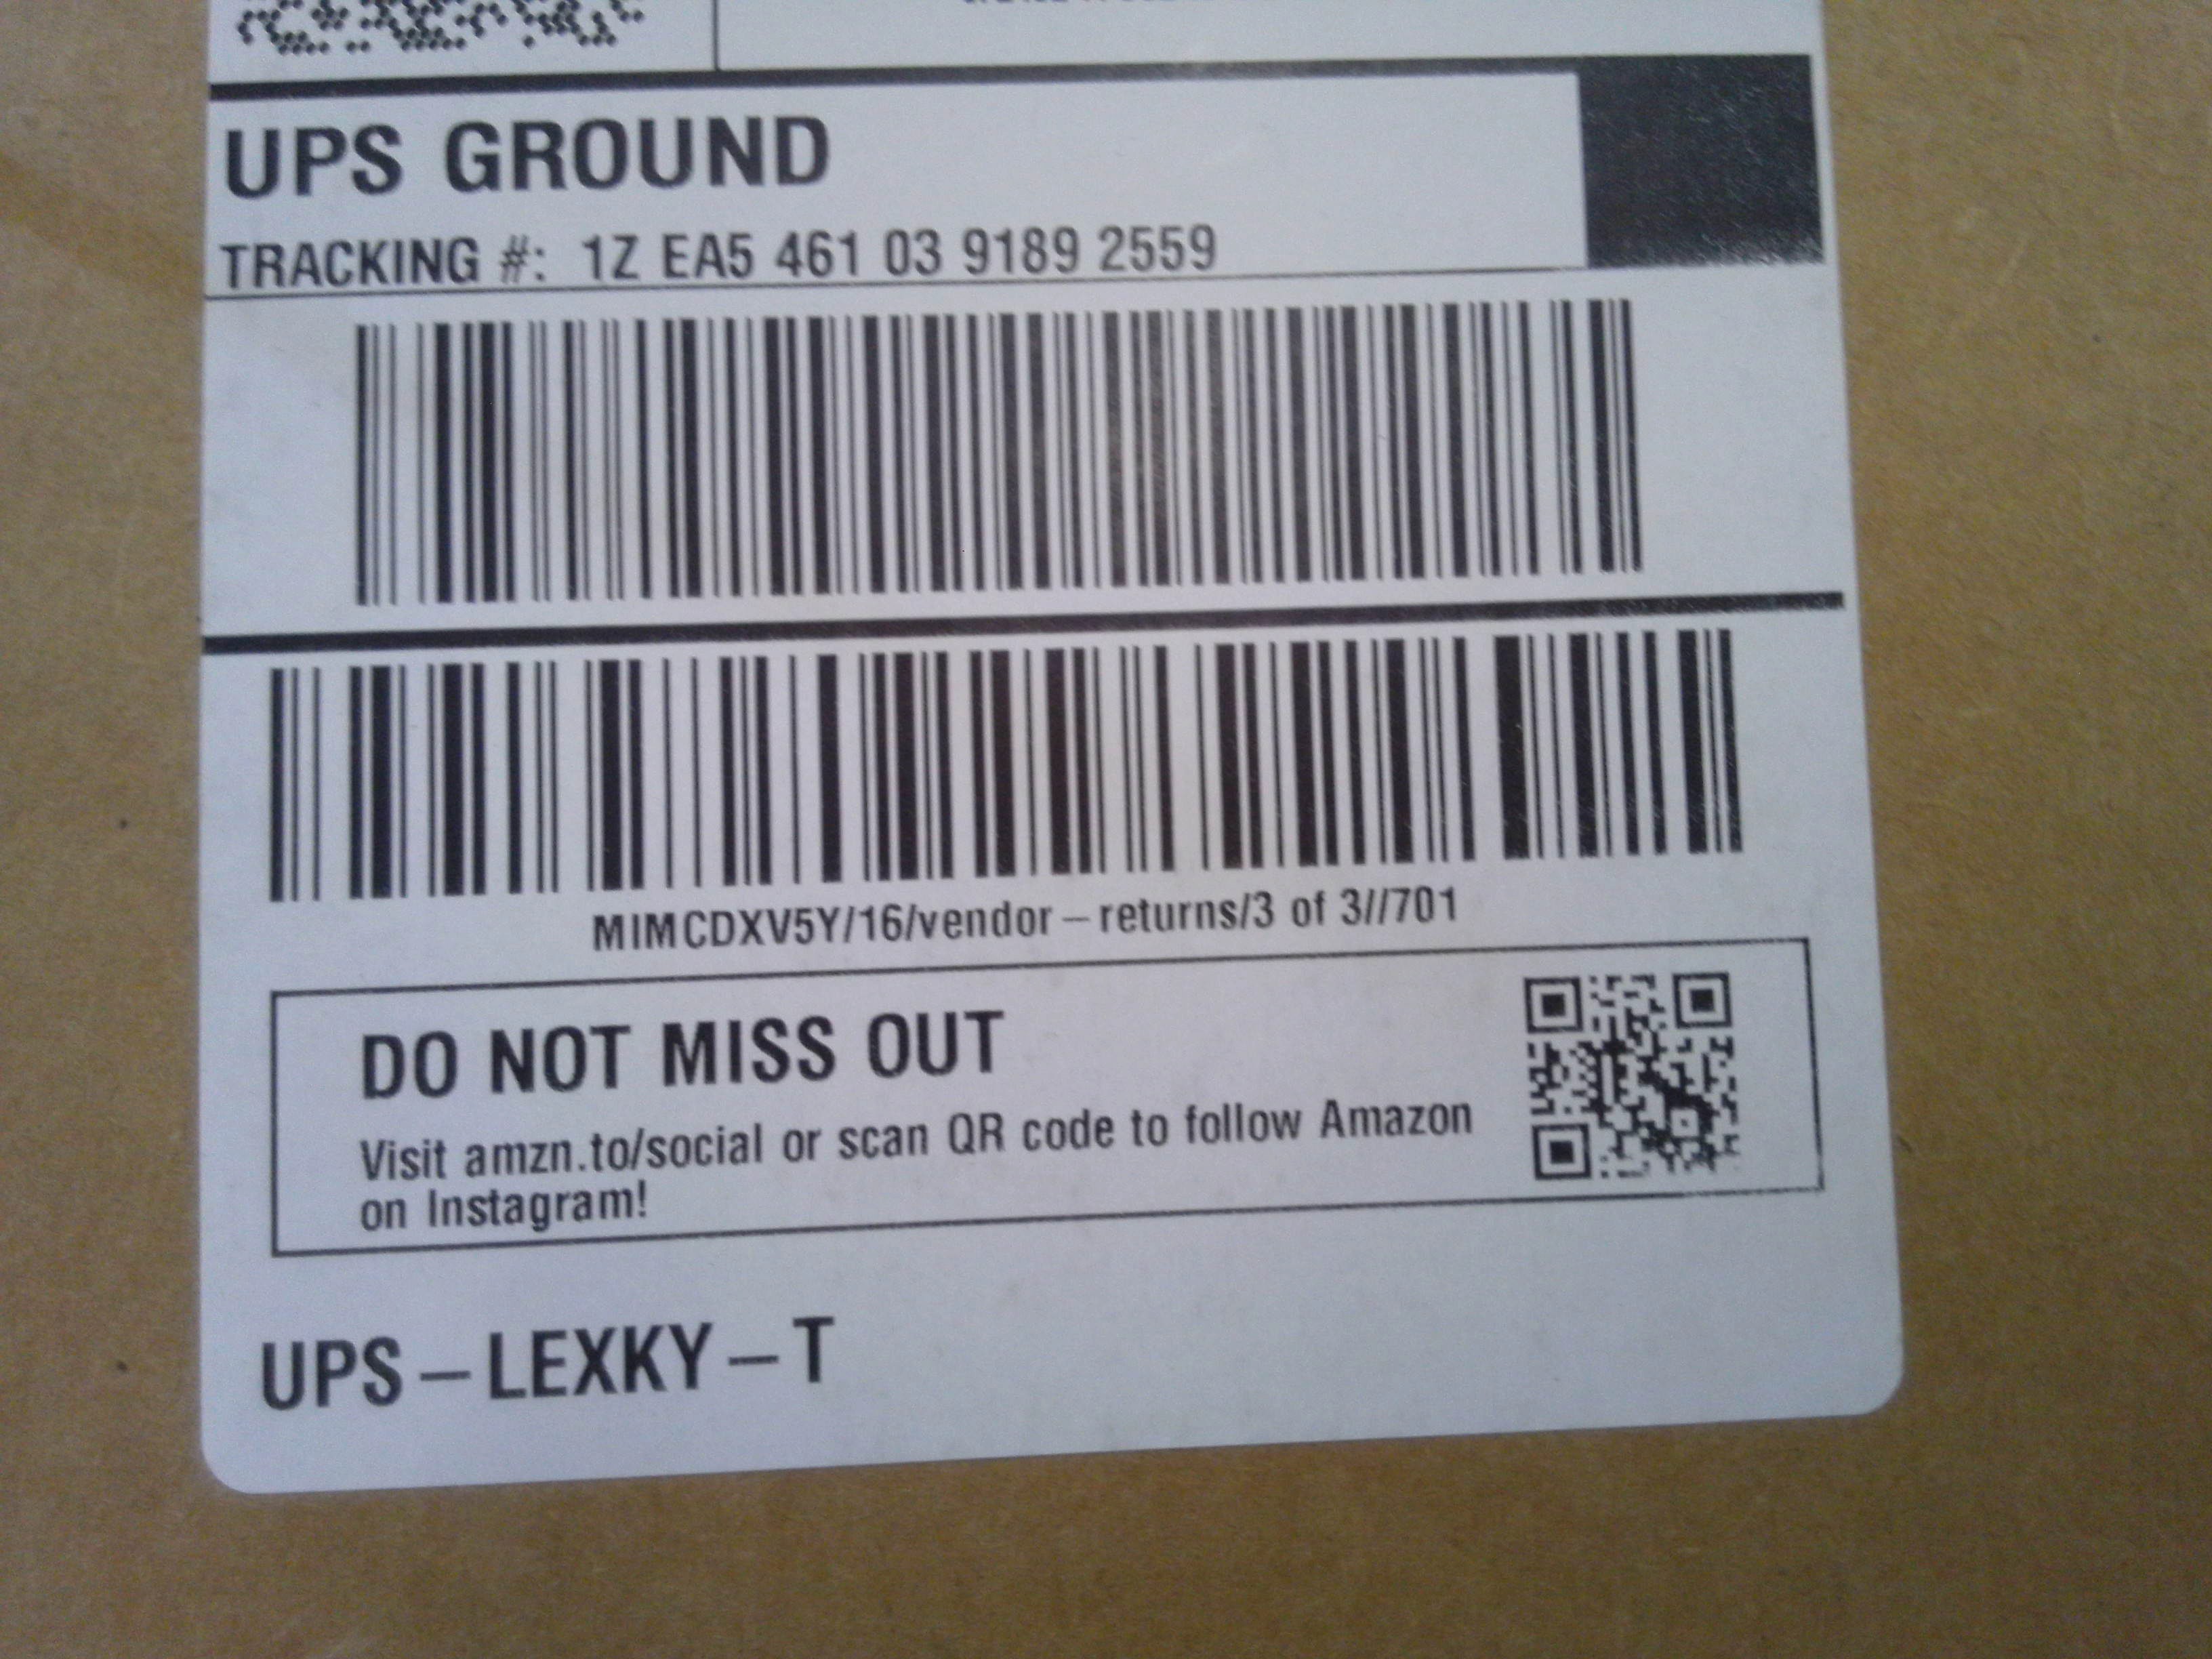 UPS GROUND
TRACKING #: 1Z EA5 461 03 9189 2559
MIMCDXV5Y/16/vendor–returns/3 of 3//701
DO NOT MISS OUT
Visit amzn.to/social or scan QR code to follow Amazon
on Instagram!
UPS–LEXKY–T